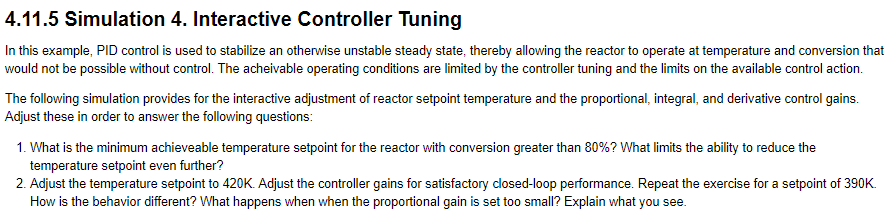 4.11.5 Simulation 4. Interactive Controller Tuning
In this example, PID control is used to stabilize an otherwise unstable steady state, thereby allowing the reactor to operate at temperature and conversion that
would not be possible without control. The acheivable operating conditions are limited by the controller tuning and the limits on the available control action.
The following simulation provides for the interactive adjustment of reactor setpoint temperature and the proportional, integral, and derivative control gains.
Adjust these in order to answer the following questions:
1. What is the minimum achieveable temperature setpoint for the reactor with conversion greater than 80%? What limits the ability to reduce the
temperature setpoint even further?
2. Adjust the temperature setpoint to 420K. Adjust the controller gains for satisfactory closed-loop performance. Repeat the exercise for a setpoint of 390K.
How is the behavior different? What happens when when the proportional gain is set too small? Explain what you see.